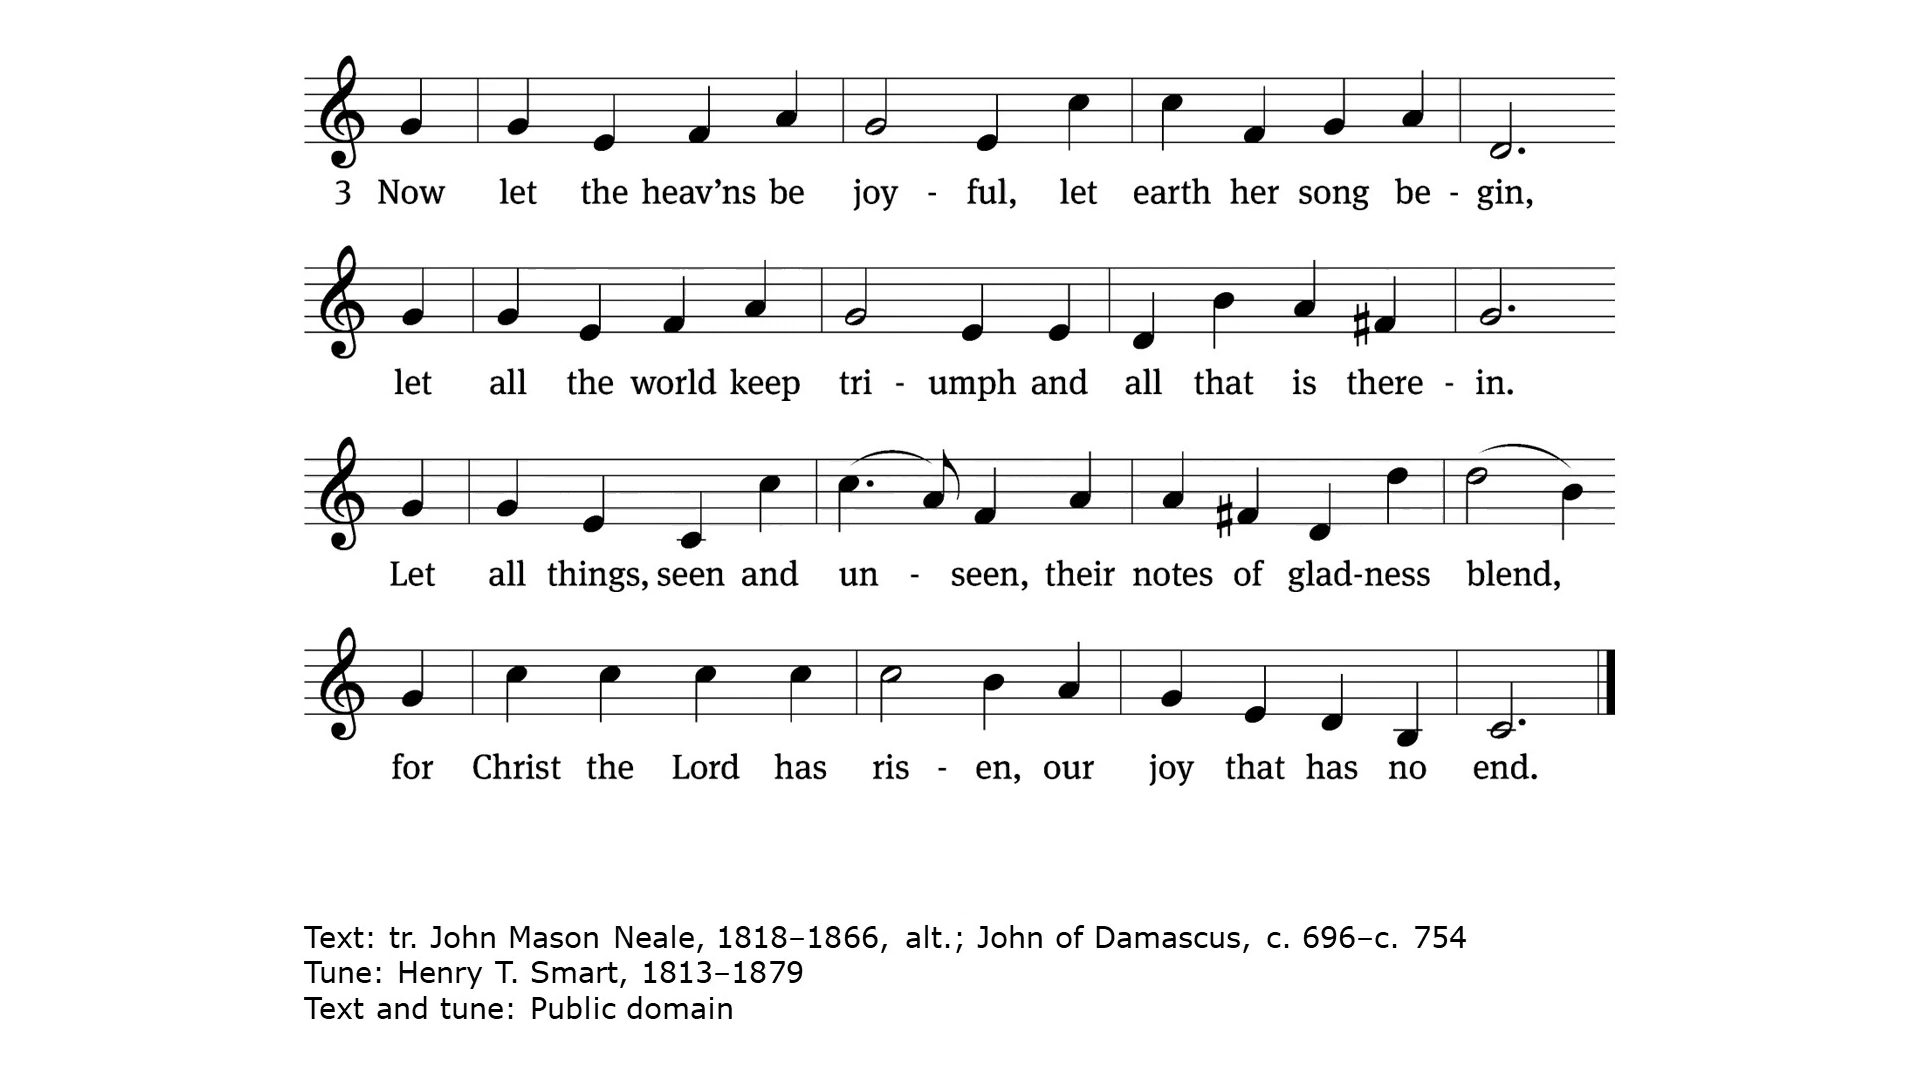 3 Now let the heav’ns be joy - ful, let earth her song be - gin,
let all the world keep tri - umph and all that is there - in.
Let all things, seen and un - seen, their notes of glad-ness blend,
for Christ the Lord has ris - en, our joy that has no end.
Text: tr. John Mason Neale, 1818–1866, alt.; John of Damascus, c. 696–c. 754
Tune: Henry T. Smart, 1813–1879
Text and tune: Public domain